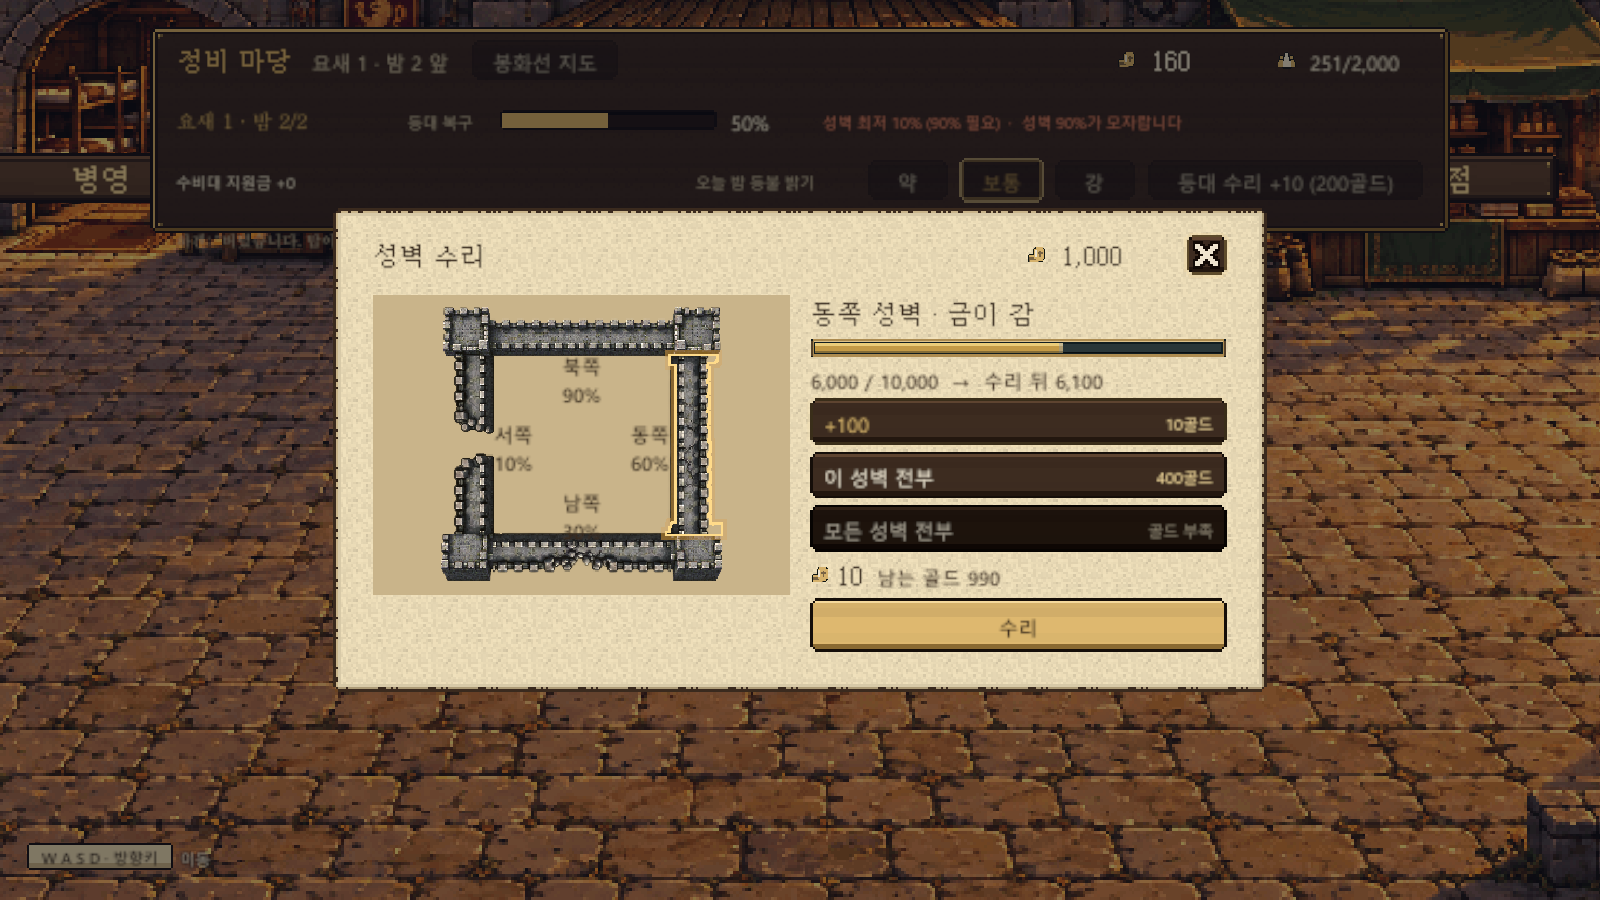 정비 마당 요새 1 · 밤 2 앞 봉화선 지도 160 251/2,000
요새 1 · 밤 2/2 등대 복구 50% 성벽 최저 10% (90% 필요) · 성벽 90%가 모자랍니다
병영
점
수비대 지원금 +0 오늘 밤 등불 밝기 약 보통 강 등대 수리 +10 (200골드)
성벽 수리 1,000
동쪽 성벽 · 금이 감
6,000 / 10,000 → 수리 뒤 6,100
북쪽
90%
서쪽
10%
동쪽
60%
남쪽
30%
+100 10골드
이 성벽 전부 400골드
모든 성벽 전부 골드 부족
10 남는 골드 990
수리
WASD·방향키 이동